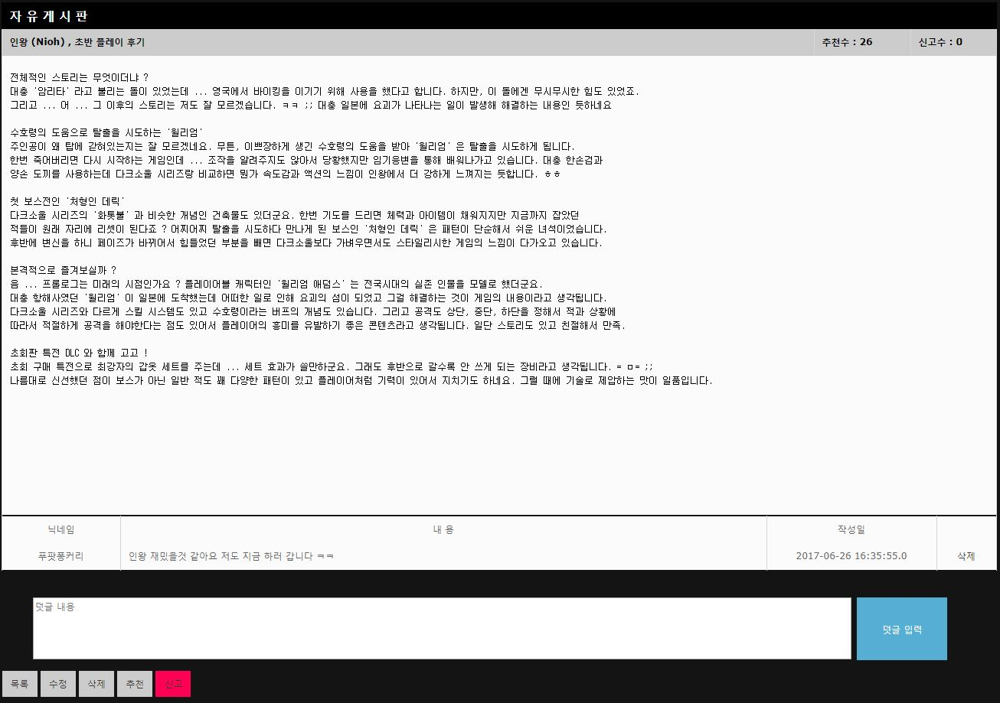 자 유 게 시 판
인왕 (Nioh) , 초반 플레이 후기 추천수 : 26 신고수 : 0
전체적인 스토리는 무엇이더냐 ?
대충 '암리타' 라고 불리는 돌이 있었는데 ... 영국에서 바이킹을 이기기 위해 사용을 했다고 합니다. 하지만, 이 돌에겐 무시무시한 힘도 있었죠.
그리고 ... 어 ... 그 이후의 스토리는 저도 잘 모르겠습니다. ㅋㅋ ;; 대충 일본에 요괴가 나타나는 일이 발생해 해결하는 내용인 듯하네요
수호령의 도움으로 탈출을 시도하는 '윌리엄'
주인공이 왜 탑에 갇혀있는지는 잘 모르겠네요. 무튼, 이쁘장하게 생긴 수호령의 도움을 받아 '윌리엄' 은 탈출을 시도하게 됩니다.
한번 죽어버리면 다시 시작하는 게임인데 ... 조작을 알려주지도 않아서 당황했지만 임기응변을 통해 배워나가고 있습니다. 대충 한손검과
양손 도끼를 사용하는데 다크소울 시리즈랑 비교하면 뭔가 속도감과 액션의 느낌이 인왕에서 더 강하게 느껴지는 듯합니다. ㅎㅎ
첫 보스전인 '처형인 데릭'
다크소울 시리즈의 '화톳불' 과 비슷한 개념인 건축물도 있더군요. 한번 기도를 드리면 체력과 아이템이 채워지지만 지금까지 잡았던
적들이 원래 자리에 리셋이 된다죠 ? 어찌어찌 탈출을 시도하다 만나게 된 보스인 '처형인 데릭' 은 패턴이 단순해서 쉬운 녀석이었습니다.
후반에 변신을 하니 페이즈가 바뀌어서 힘들었던 부분을 빼면 다크소울보다 가벼우면서도 스타일리시한 게임의 느낌이 다가오고 있습니다.
본격적으로 즐겨보실까 ?
음 ... 프롤로그는 미래의 시점인가요 ? 플레이어블 캐릭터인 '윌리엄 애덤스' 는 전국시대의 실존 인물을 모델로 했더군요.
대충 항해사였던 '윌리엄' 이 일본에 도착했는데 어떠한 일로 인해 요괴의 섬이 되었고 그걸 해결하는 것이 게임의 내용이라고 생각됩니다.
다크소울 시리즈와 다르게 스킬 시스템도 있고 수호령이라는 버프의 개념도 있습니다. 그리고 공격도 상단, 중단, 하단을 정해서 적과 상황에
따라서 적절하게 공격을 해야한다는 점도 있어서 플레이어의 흥미를 유발하기 좋은 콘텐츠라고 생각됩니다. 일단 스토리도 있고 친절해서 만족.
초회판 특전 DLC 와 함께 고고 !
초회 구매 특전으로 최강자의 갑옷 세트를 주는데 ... 세트 효과가 쓸만하군요. 그래도 후반으로 갈수록 안 쓰게 되는 장비라고 생각됩니다. = ㅁ= ;;
나름대로 신선했던 점이 보스가 아닌 일반 적도 꽤 다양한 패턴이 있고 플레이어처럼 기력이 있어서 지치기도 하네요. 그럴 때에 기술로 제압하는 맛이 일품입니다.
닉네임 내 용 작성일
푸팟퐁커리 인왕 재밌을것 같아요 저도 지금 하러 갑니다 ㅋㅋ 2017-06-26 16:35:55.0 삭제
덧글 내용
덧글 입력
목록 수정 삭제 추천 신고